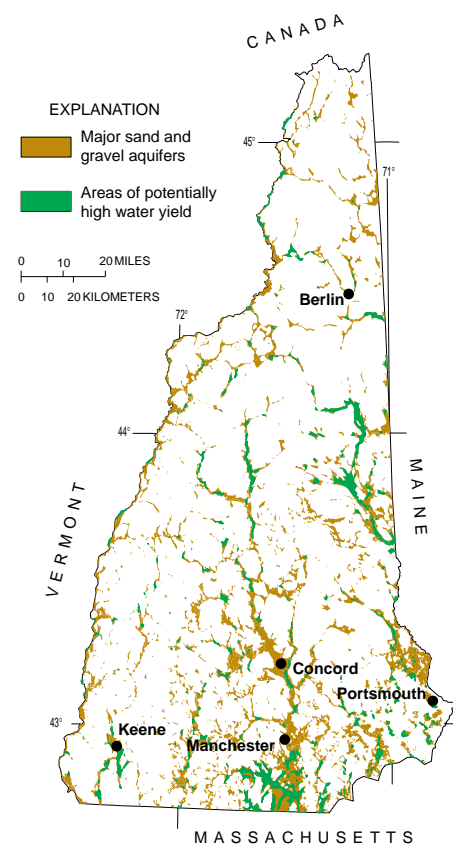 CANADA
EXPLANATION
Major sand and
gravel aquifers
Areas of potentially
high water yield
0 10 20 MILES
0 10 20 KILOMETERS
45°
71°
Berlin
72°
44°
MAINE
VERMONT
Concord
Portsmouth
43°
Keene
Manchester
MASSACHUSETTS